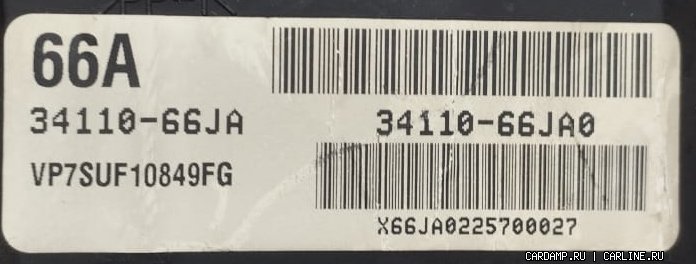 66A
34110-66JA
34110-66JA0
VP7SUF10849FG
X66JA0225700027
CARDAMP.RU | CARLINE.RU